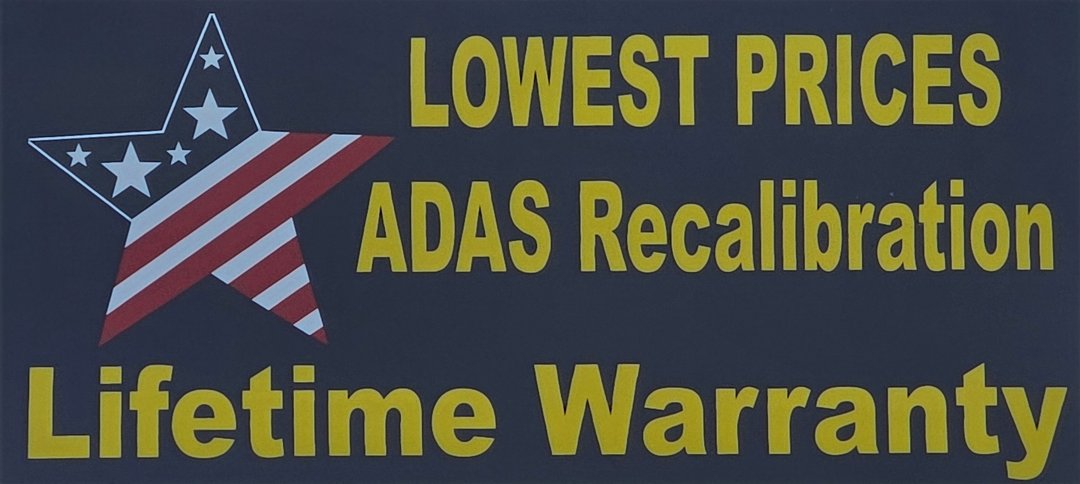 LOWEST PRICES
ADAS Recalibration
Lifetime Warranty